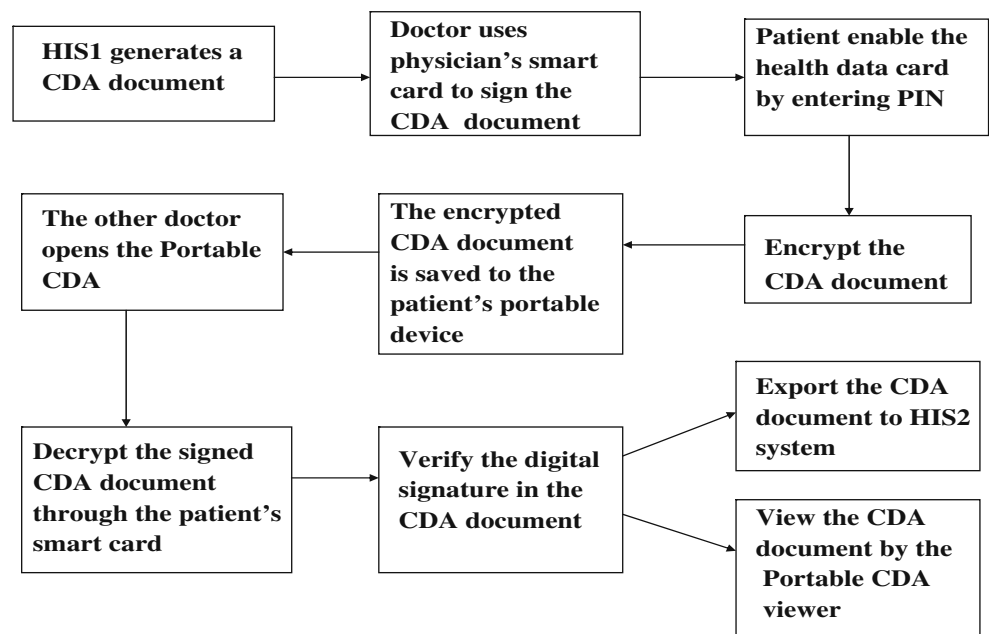 HIS1 generates a
CDA document
Doctor uses
physician's smart
card to sign the
CDA document
Patient enable the
health data card
by entering PIN
Encrypt the
CDA document
The encrypted
CDA document
is saved to the
patient's portable
device
The other doctor
opens the Portable
CDA
Decrypt the signed
CDA document
through the patient's
smart card
Verify the digital
signature in the
CDA document
Export the CDA
document to HIS2
system
View the CDA
document by the
Portable CDA
viewer